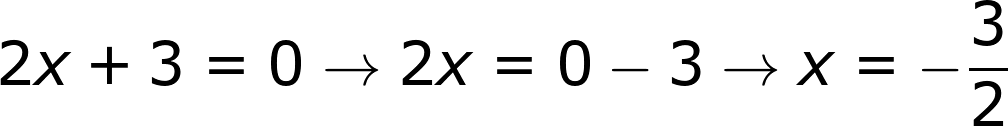 2x + 3 = 0 → 2x = 0 − 3 → x = −3/2